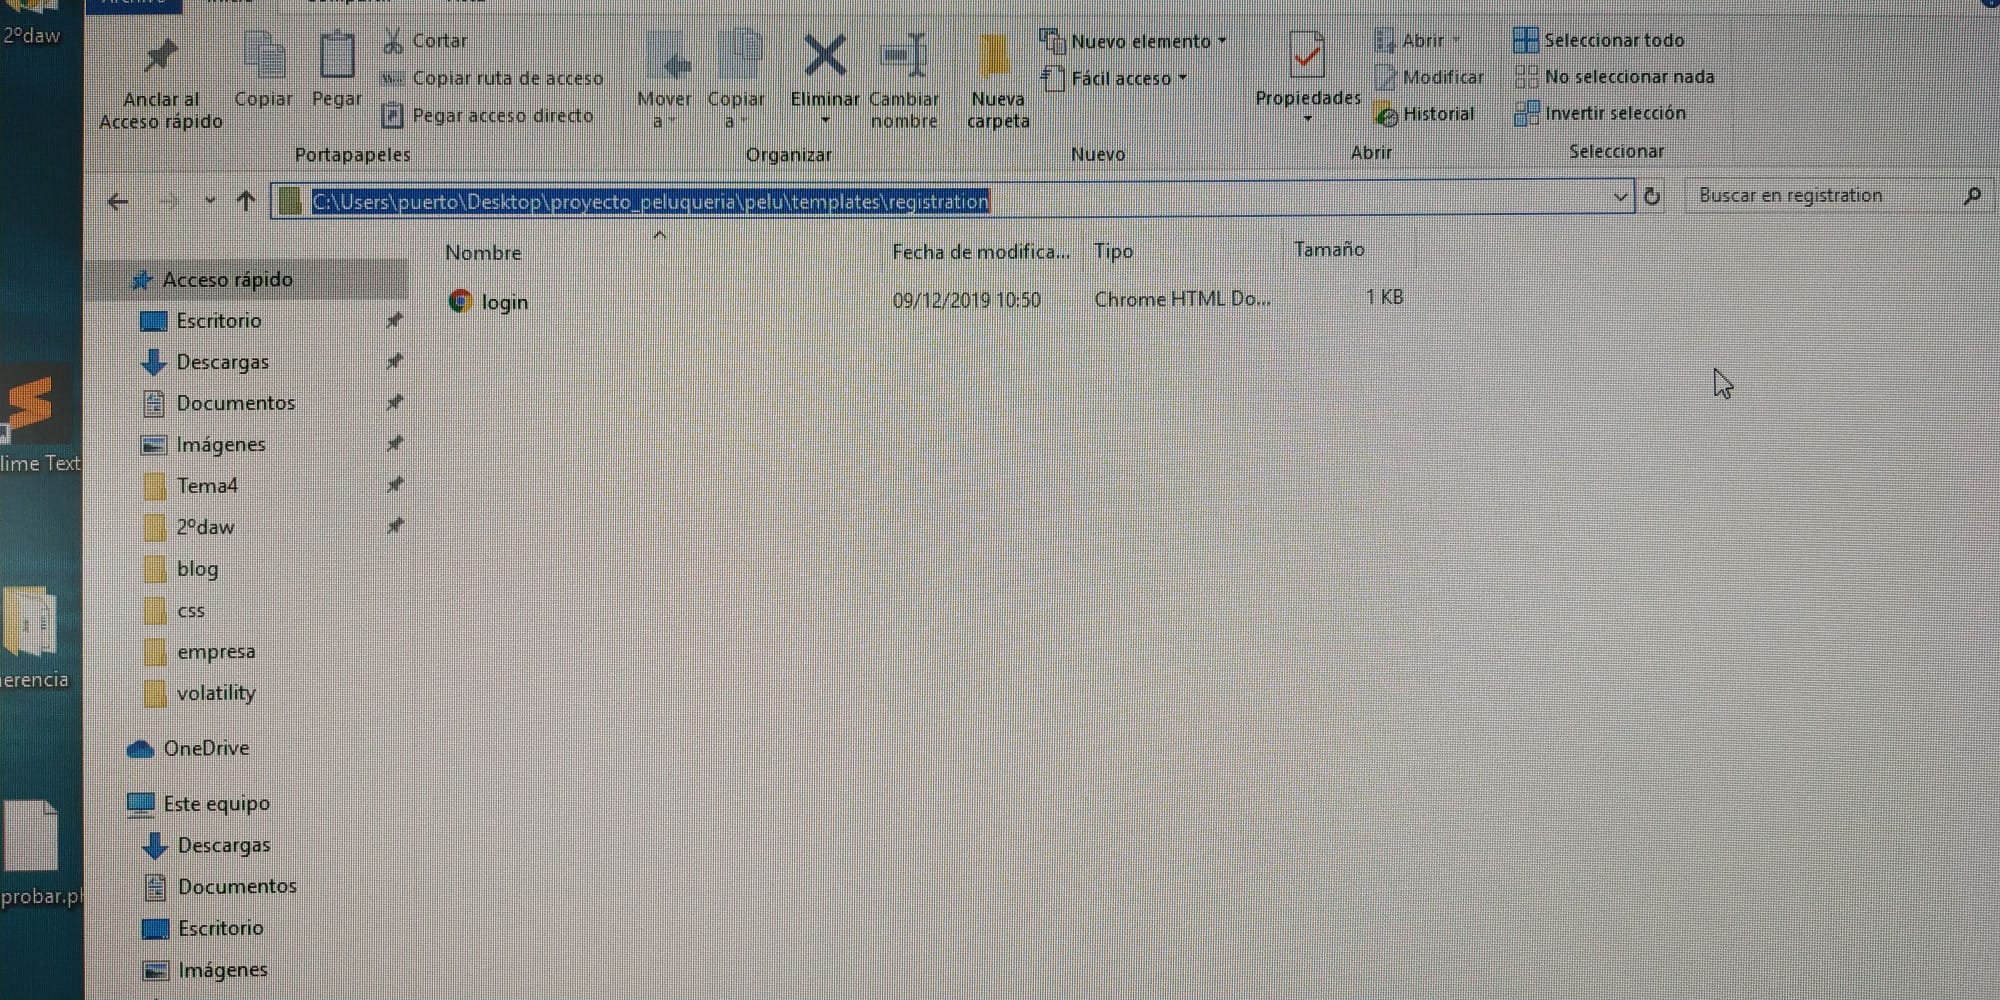 2ºdaw
Archivo
Anclar al
Acceso rápido
Copiar
Pegar
Cortar
Copiar ruta de acceso
Pegar acceso directo
Portapapeles
Mover
a
Copiar
a
Eliminar
Cambiar
nombre
Organizar
Nueva
carpeta
Nuevo elemento
Fácil acceso
Nuevo
Propiedades
Abrir
Modificar
Historial
Abrir
Seleccionar todo
No seleccionar nada
Invertir selección
Seleccionar
C:\Users\puerto\Desktop\proyecto_peluqueria\pelu\templates\registration
Buscar en registration
Nombre
Fecha de modifica...
Tipo
Tamaño
login
09/12/2019 10:50
Chrome HTML Do...
1 KB
Acceso rápido
Escritorio
Descargas
Documentos
Imágenes
Tema4
2ºdaw
blog
css
empresa
volatility
OneDrive
Este equipo
Descargas
Documentos
Escritorio
Imágenes
lime Text
erencia
probar.p